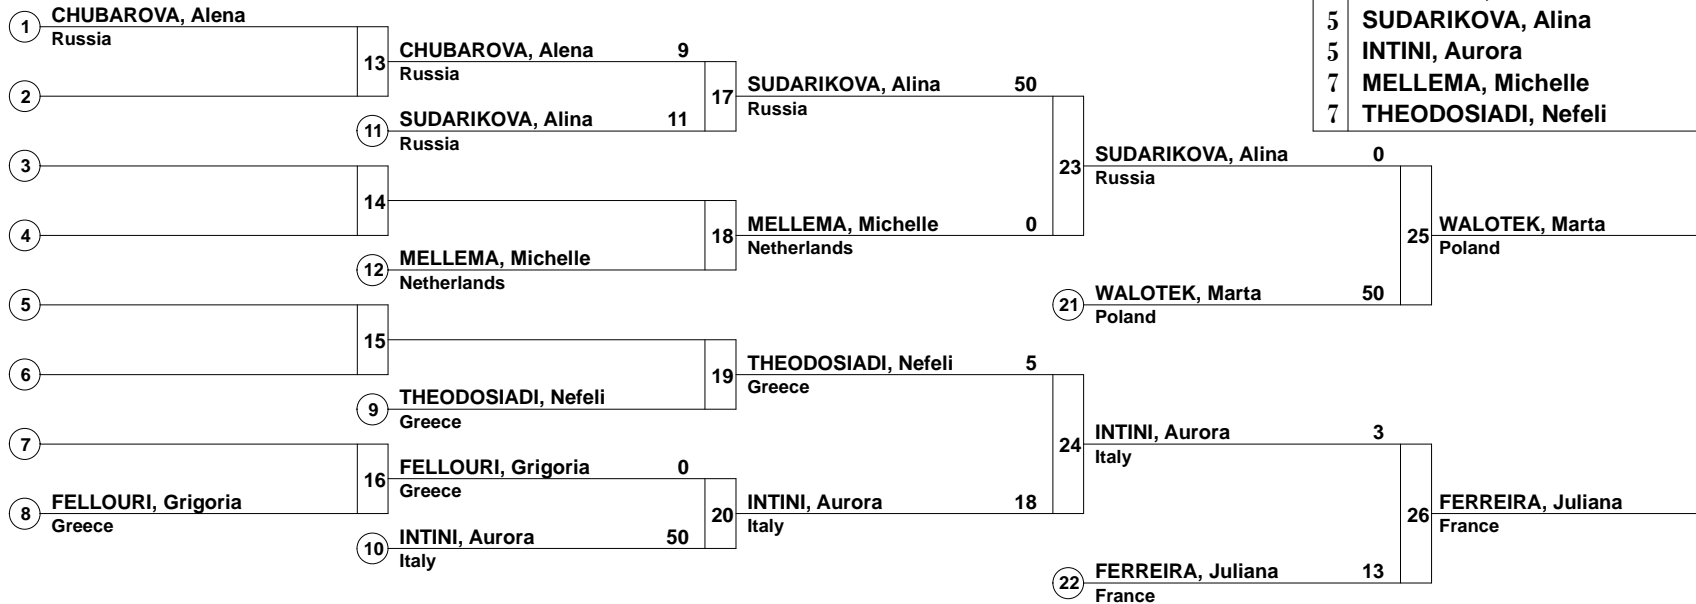 1 CHUBAROVA, Alena
Russia
2
3
4
5
6
7
8 FELLOURI, Grigoria
Greece
13 CHUBAROVA, Alena 9
Russia
11 SUDARIKOVA, Alina 11
Russia
14
12 MELLEMA, Michelle
Netherlands
15
9 THEODOSIADI, Nefeli
Greece
16 FELLOURI, Grigoria 0
Greece
10 INTINI, Aurora 50
Italy
17 SUDARIKOVA, Alina 50
Russia
18 MELLEMA, Michelle 0
Netherlands
19 THEODOSIADI, Nefeli 5
Greece
20 INTINI, Aurora 18
Italy
23 SUDARIKOVA, Alina 0
Russia
21 WALOTEK, Marta 50
Poland
24 INTINI, Aurora 3
Italy
22 FERREIRA, Juliana 13
France
25 WALOTEK, Marta
Poland
26 FERREIRA, Juliana
France
5 SUDARIKOVA, Alina
5 INTINI, Aurora
7 MELLEMA, Michelle
7 THEODOSIADI, Nefeli